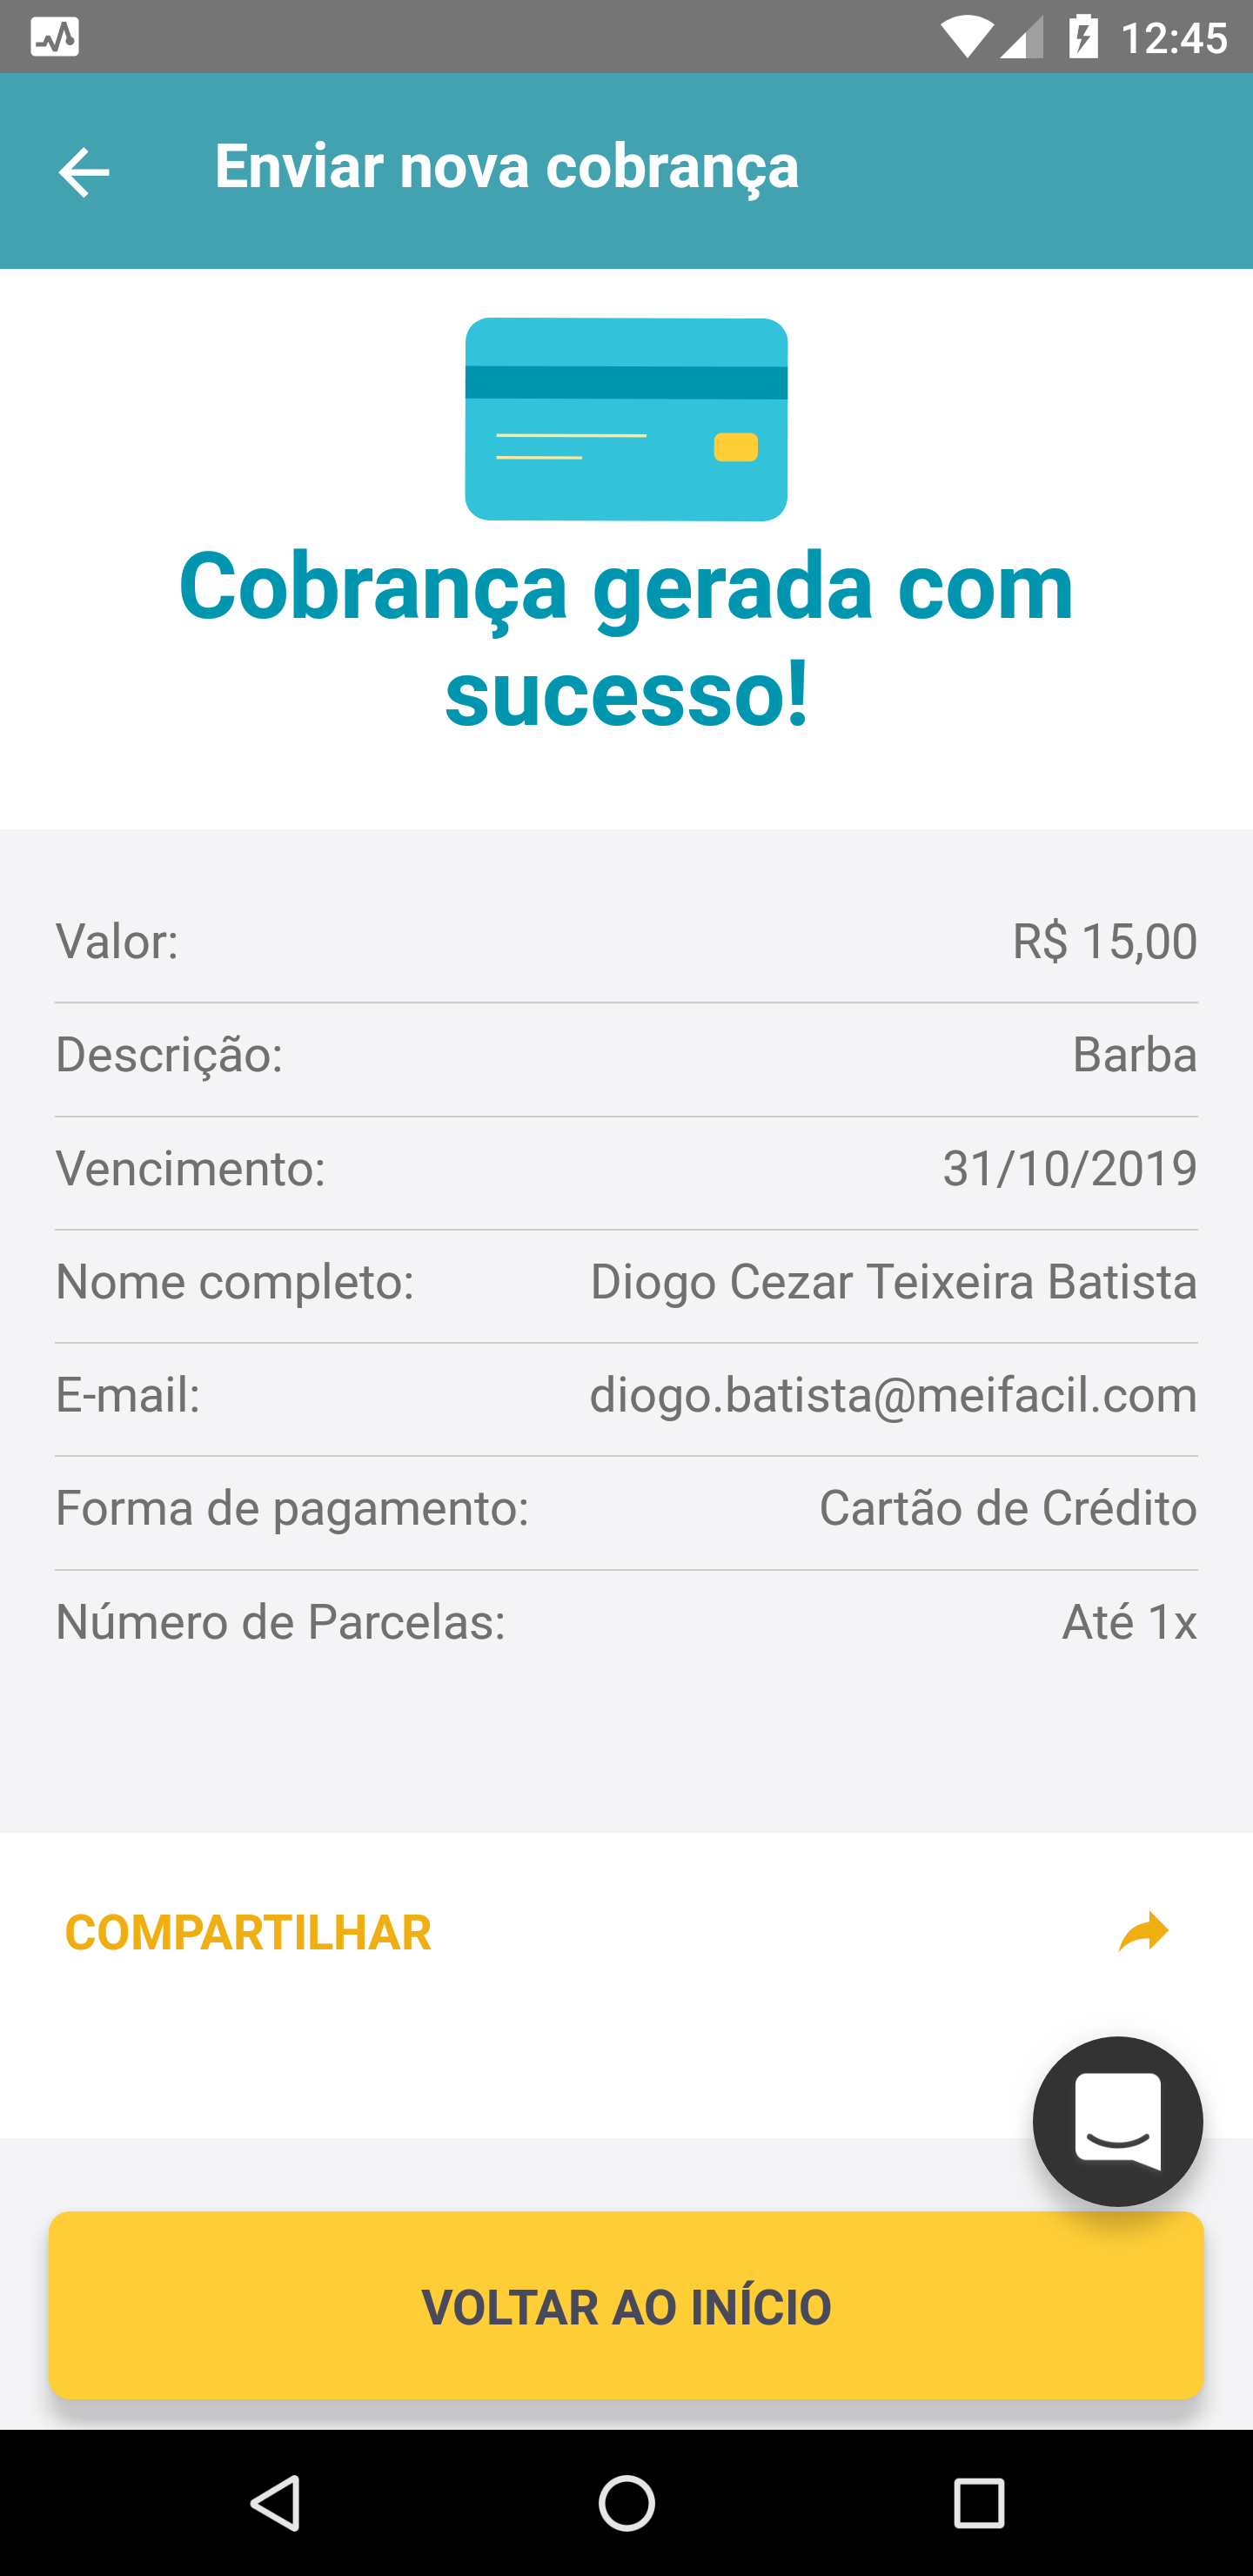 12:45
Enviar nova cobrança
Cobrança gerada com
sucesso!
Valor: R$ 15,00
Descrição: Barba
Vencimento: 31/10/2019
Nome completo: Diogo Cezar Teixeira Batista
E-mail: diogo.batista@meifacil.com
Forma de pagamento: Cartão de Crédito
Número de Parcelas: Até 1x
COMPARTILHAR
VOLTAR AO INÍCIO